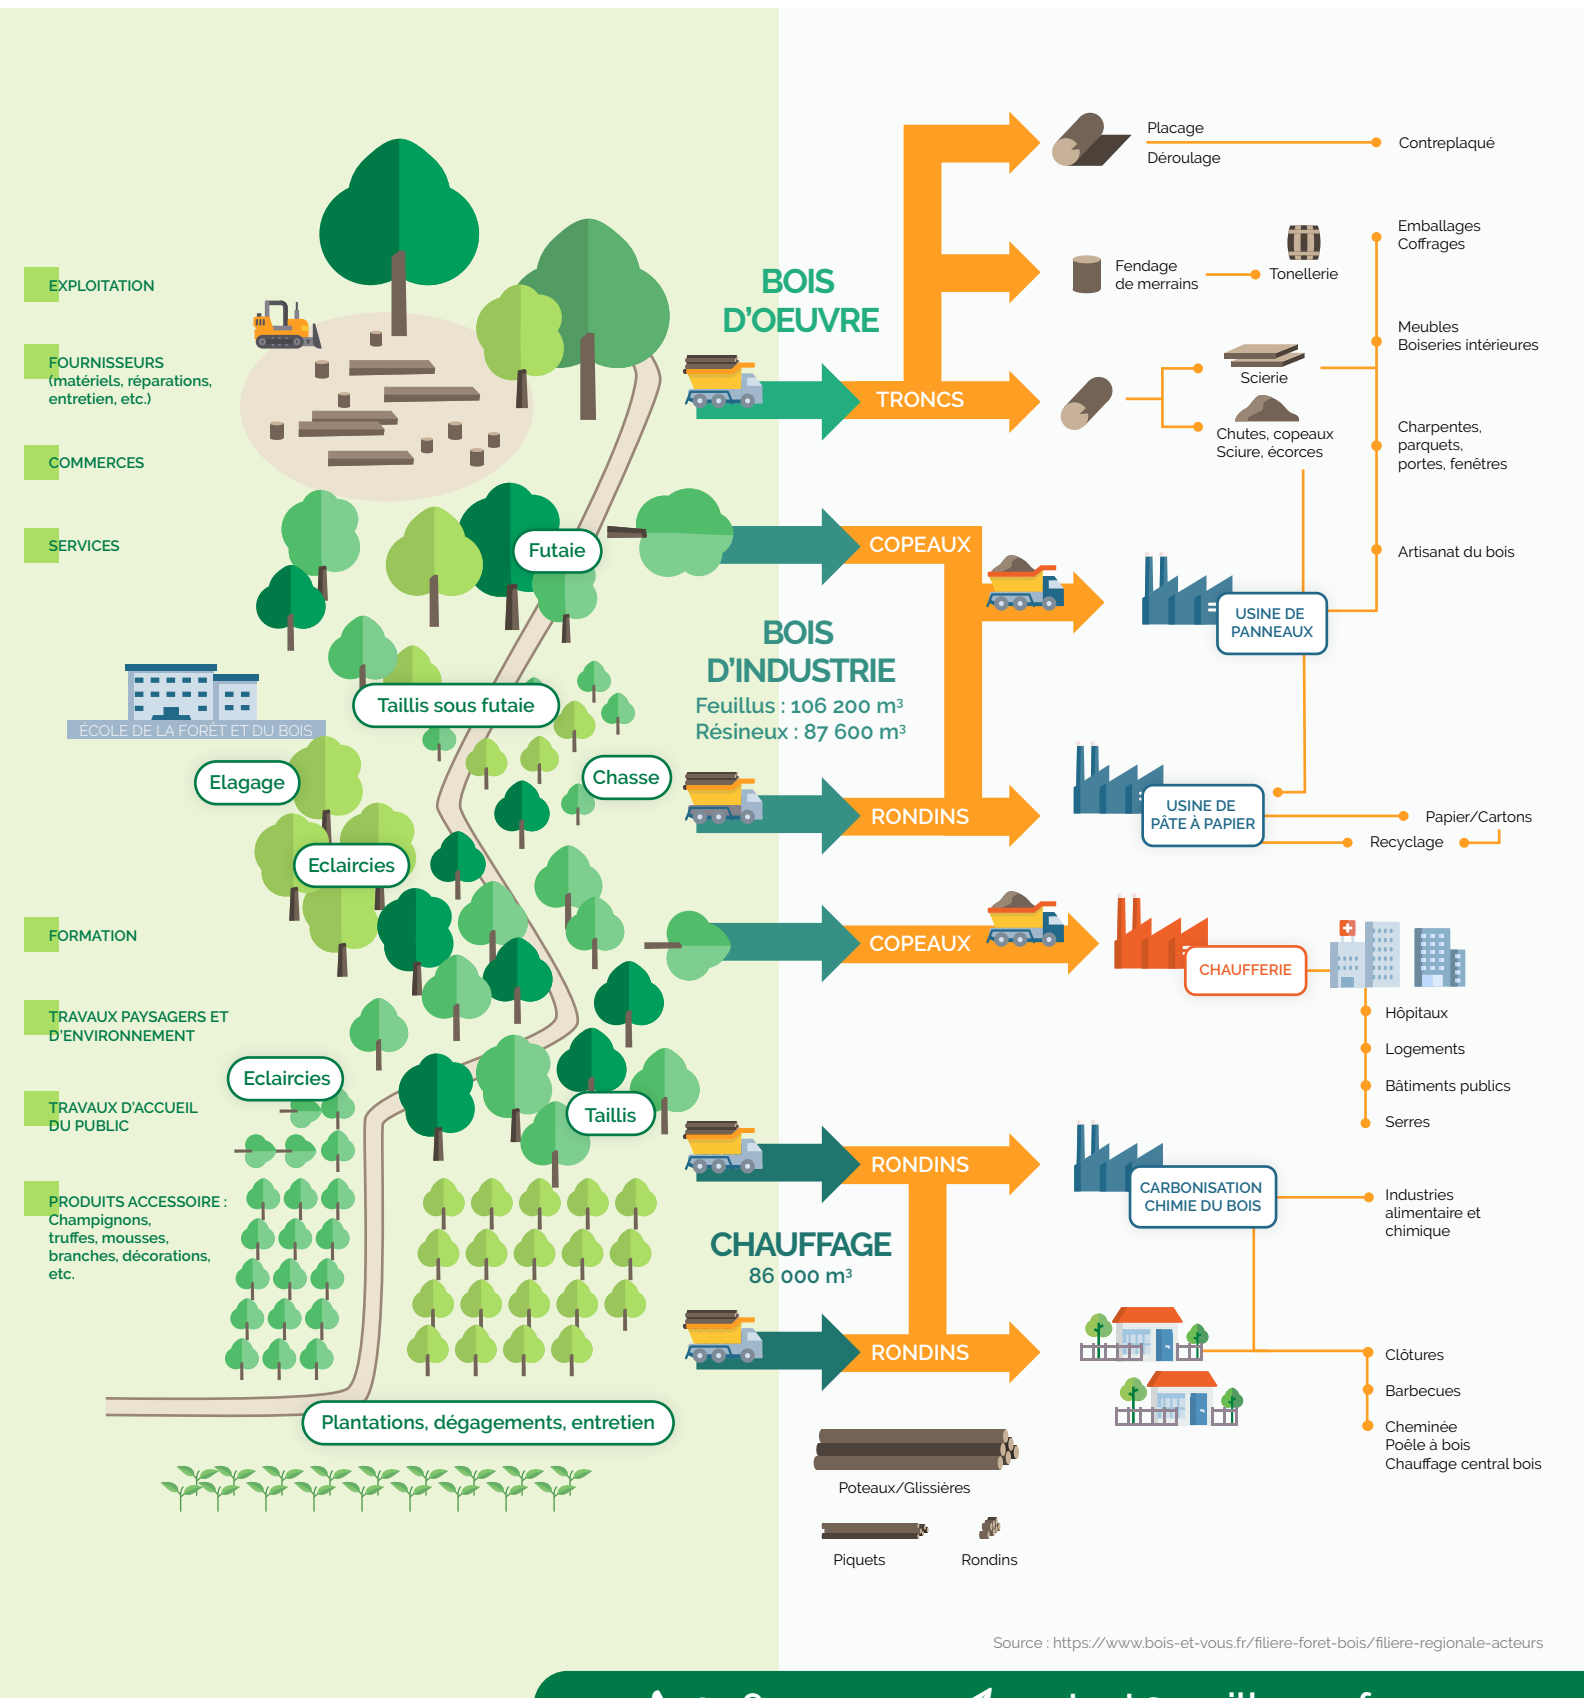 EXPLOITATION
FOURNISSEURS
(matériels, réparations,
entretien, etc.)
COMMERCES
SERVICES
ÉCOLE DE LA FORÊT ET DU BOIS
FORMATION
TRAVAUX PAYSAGERS ET
D'ENVIRONNEMENT
TRAVAUX D'ACCUEIL
DU PUBLIC
PRODUITS ACCESSOIRE :
Champignons,
truffes, mousses,
branches, décorations,
etc.
Futaie
Taillis sous futaie
Elagage
Chasse
Eclaircies
Eclaircies
Taillis
Plantations, dégagements, entretien
BOIS
D'OEUVRE
TRONCS
COPEAUX
BOIS
D'INDUSTRIE
Feuillus : 106 200 m³
Résineux : 87 600 m³
RONDINS
COPEAUX
RONDINS
CHAUFFAGE
86 000 m³
RONDINS
Poteaux/Glissières
Piquets
Rondins
Placage
Déroulage
Contreplaqué
Fendage
de merrains
Tonellerie
Emballages
Coffrages
Meubles
Boiseries intérieures
Scierie
Chutes, copeaux
Sciure, écorces
Charpentes,
parquets,
portes, fenêtres
Artisanat du bois
USINE DE
PANNEAUX
USINE DE
PÂTE À PAPIER
Papier/Cartons
Recyclage
CHAUFFERIE
Hôpitaux
Logements
Bâtiments publics
Serres
CARBONISATION
CHIMIE DU BOIS
Industries
alimentaire et
chimique
Clôtures
Barbecues
Cheminée
Poêle à bois
Chauffage central bois
Source : https://www.bois-et-vous.fr/filiere-foret-bois/filiere-regionale-acteurs